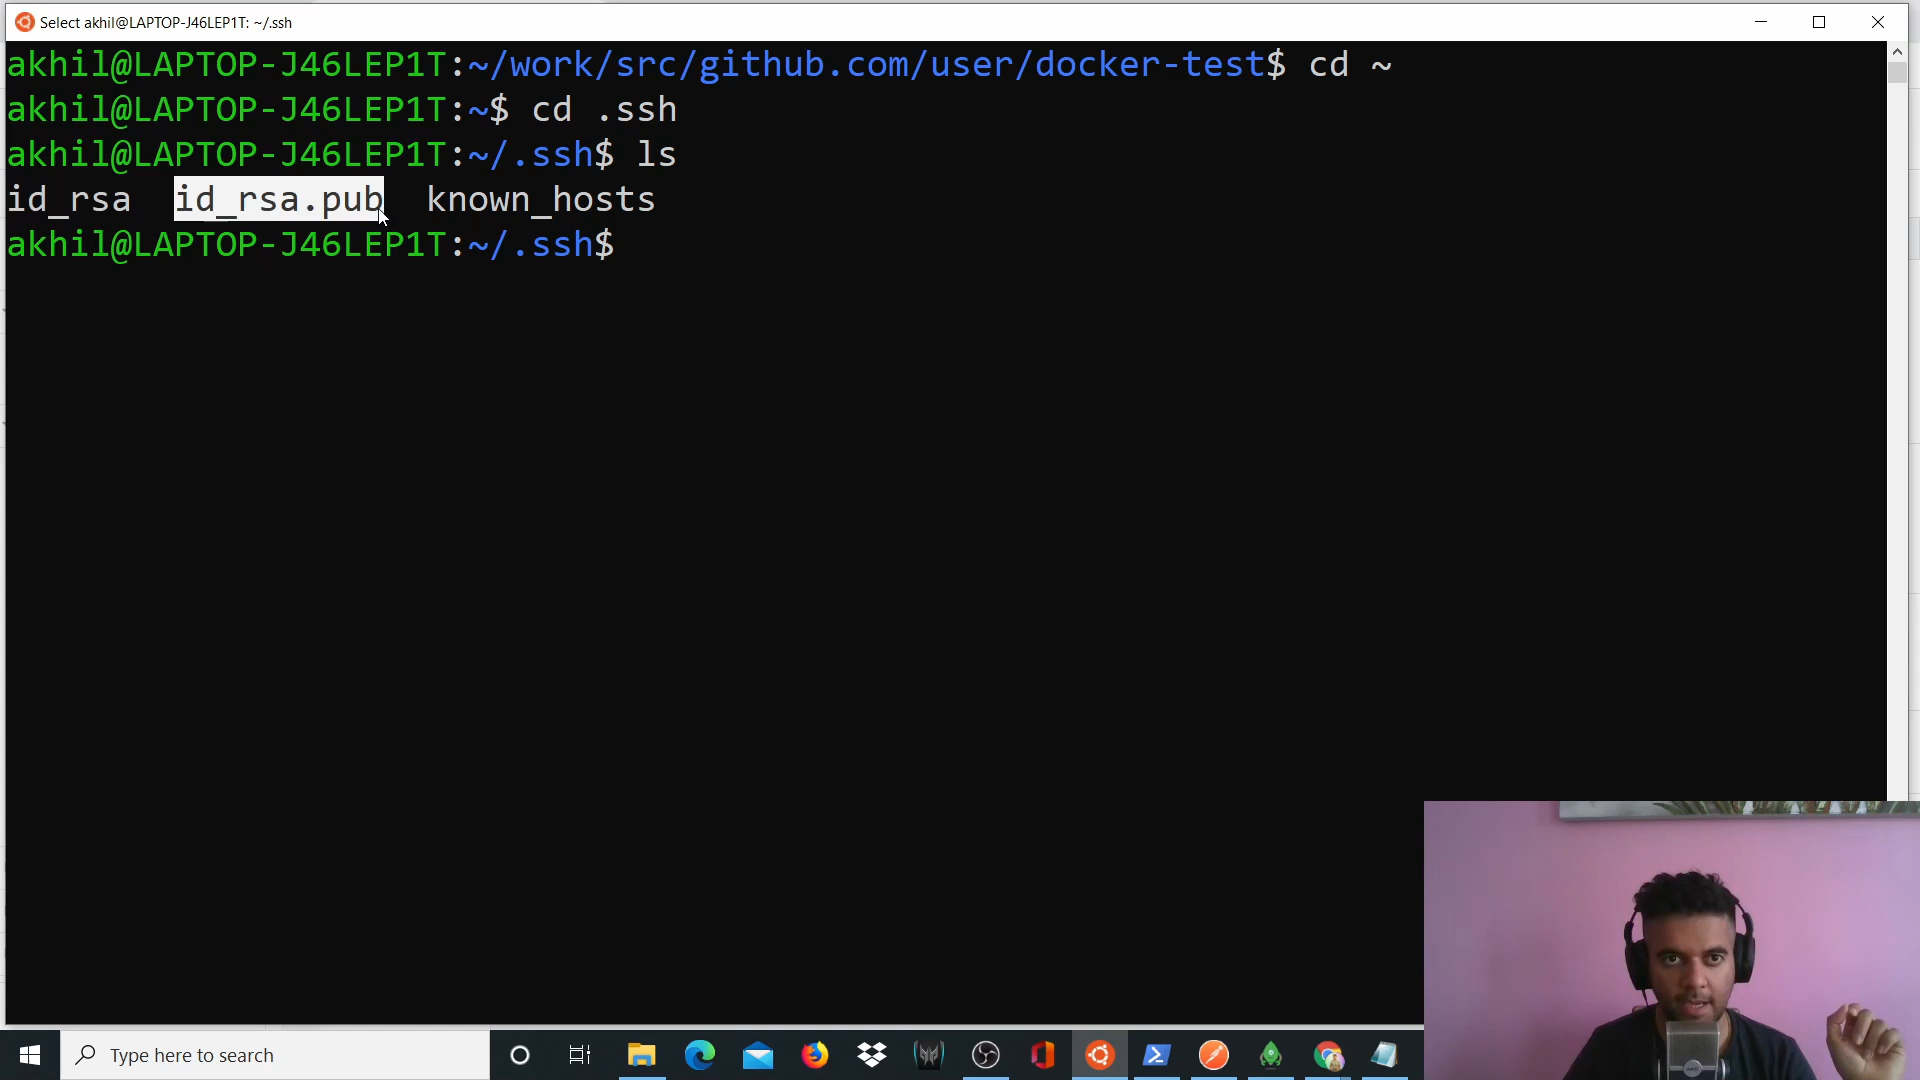 Select akhil@LAPTOP-J46LEP1T: ~/.ssh
akhil@LAPTOP-J46LEP1T:~/work/src/github.com/user/docker-test$ cd ~
akhil@LAPTOP-J46LEP1T:~$ cd .ssh
akhil@LAPTOP-J46LEP1T:~/.ssh$ ls
id_rsa  id_rsa.pub  known_hosts
akhil@LAPTOP-J46LEP1T:~/.ssh$
Type here to search